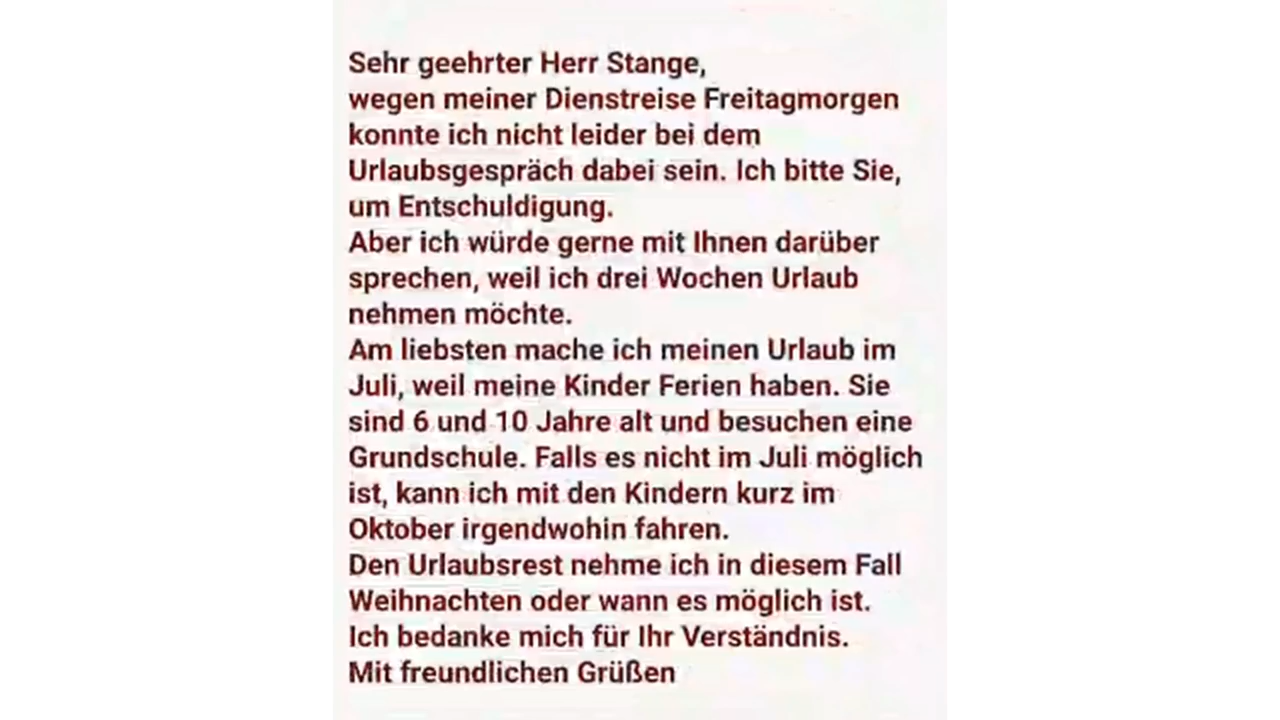 Sehr geehrter Herr Stange,
wegen meiner Dienstreise Freitagmorgen
konnte ich nicht leider bei dem
Urlaubsgespräch dabei sein. Ich bitte Sie,
um Entschuldigung.
Aber ich würde gerne mit Ihnen darüber
sprechen, weil ich drei Wochen Urlaub
nehmen möchte.
Am liebsten mache ich meinen Urlaub im
Juli, weil meine Kinder Ferien haben. Sie
sind 6 und 10 Jahre alt und besuchen eine
Grundschule. Falls es nicht im Juli möglich
ist, kann ich mit den Kindern kurz im
Oktober irgendwohin fahren.
Den Urlaubsrest nehme ich in diesem Fall
Weihnachten oder wann es möglich ist.
Ich bedanke mich für Ihr Verständnis.
Mit freundlichen Grüßen